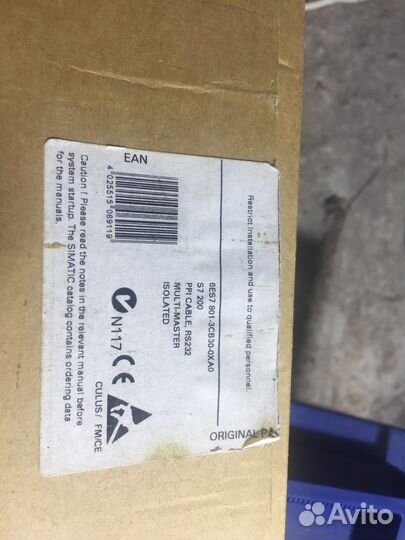 EAN
4 025515 069119
Restrict installation and use to qualified personnel.
6ES7 901-3CB30-0XA0
S7 200
PPI CABLE, RS232
MULTI-MASTER
ISOLATED
N117
CE
CULUS/ FM/CE
Caution ! Please read the notes in the relevant manual before
system startup. The SIMATIC catalog contains ordering data
for the manuals.
ORIGINAL
Avito